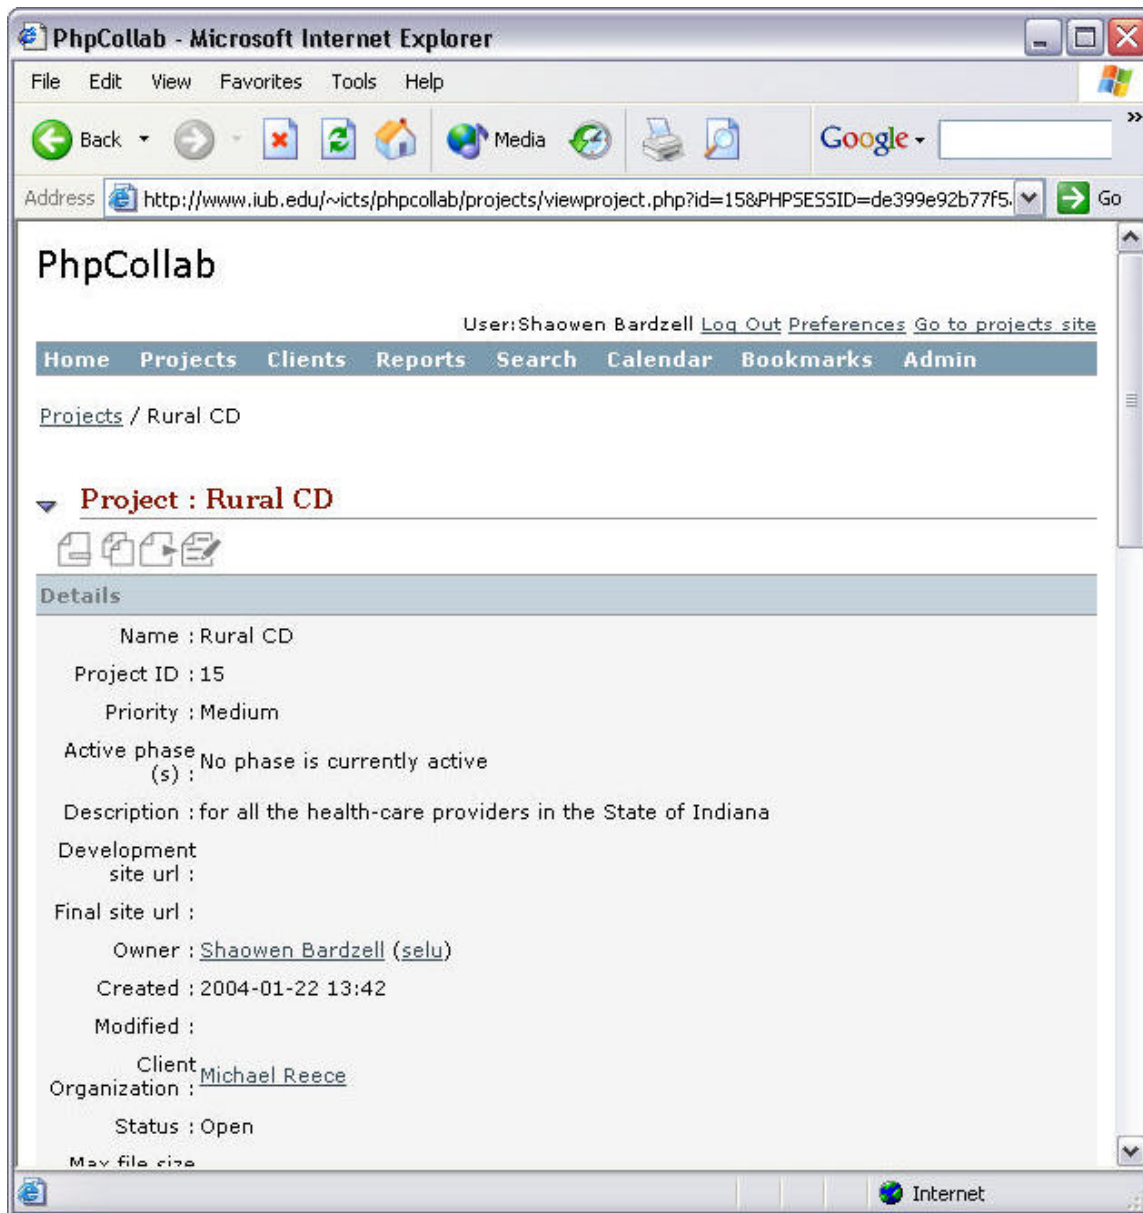 PhpCollab - Microsoft Internet Explorer
File Edit View Favorites Tools Help
Back Media Google »
Address http://www.iub.edu/~icts/phpcollab/projects/viewproject.php?id=15&PHPSESSID=de399e92b77f5. Go
PhpCollab
User:Shaowen Bardzell Log Out Preferences Go to projects site
Home Projects Clients Reports Search Calendar Bookmarks Admin
Projects / Rural CD
Project : Rural CD
Details
Name : Rural CD
Project ID : 15
Priority : Medium
Active phase
(s) : No phase is currently active
Description : for all the health-care providers in the State of Indiana
Development
site url :
Final site url :
Owner : Shaowen Bardzell (selu)
Created : 2004-01-22 13:42
Modified :
Client
Organization : Michael Reece
Status : Open
Max file size
Internet